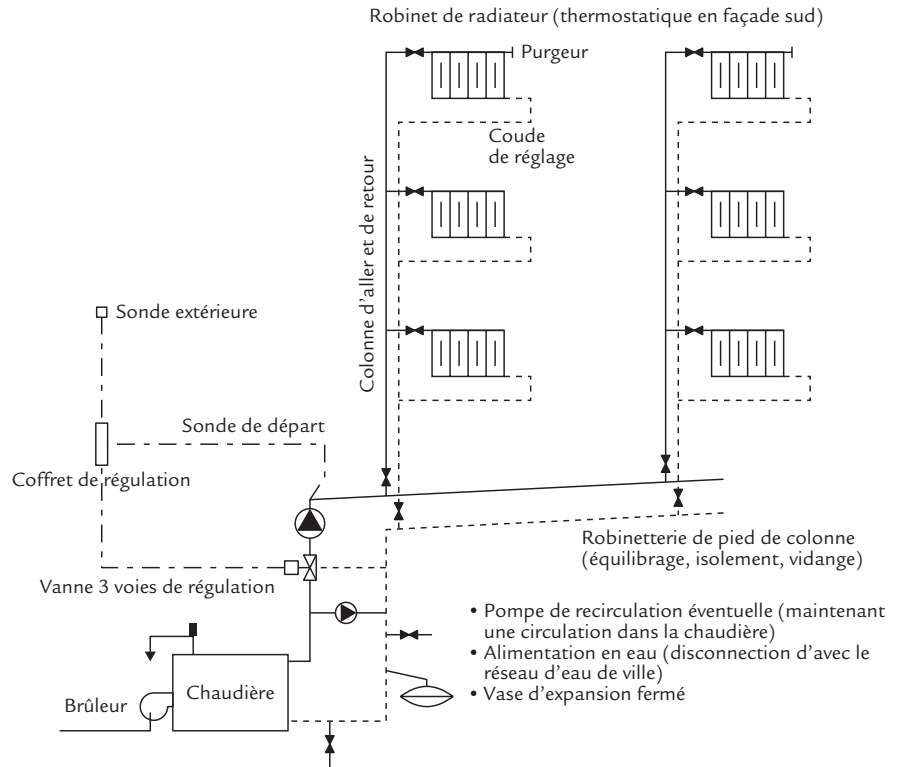 Robinet de radiateur (thermostatique en façade sud)
Purgeur
Coude
de réglage
Colonne d'aller et de retour
Sonde extérieure
Sonde de départ
Coffret de régulation
Robinetterie de pied de colonne
(équilibrage, isolement, vidange)
Vanne 3 voies de régulation
• Pompe de recirculation éventuelle (maintenant
une circulation dans la chaudière)
• Alimentation en eau (disconnection d'avec le
réseau d'eau de ville)
• Vase d'expansion fermé
Chaudière
Brûleur